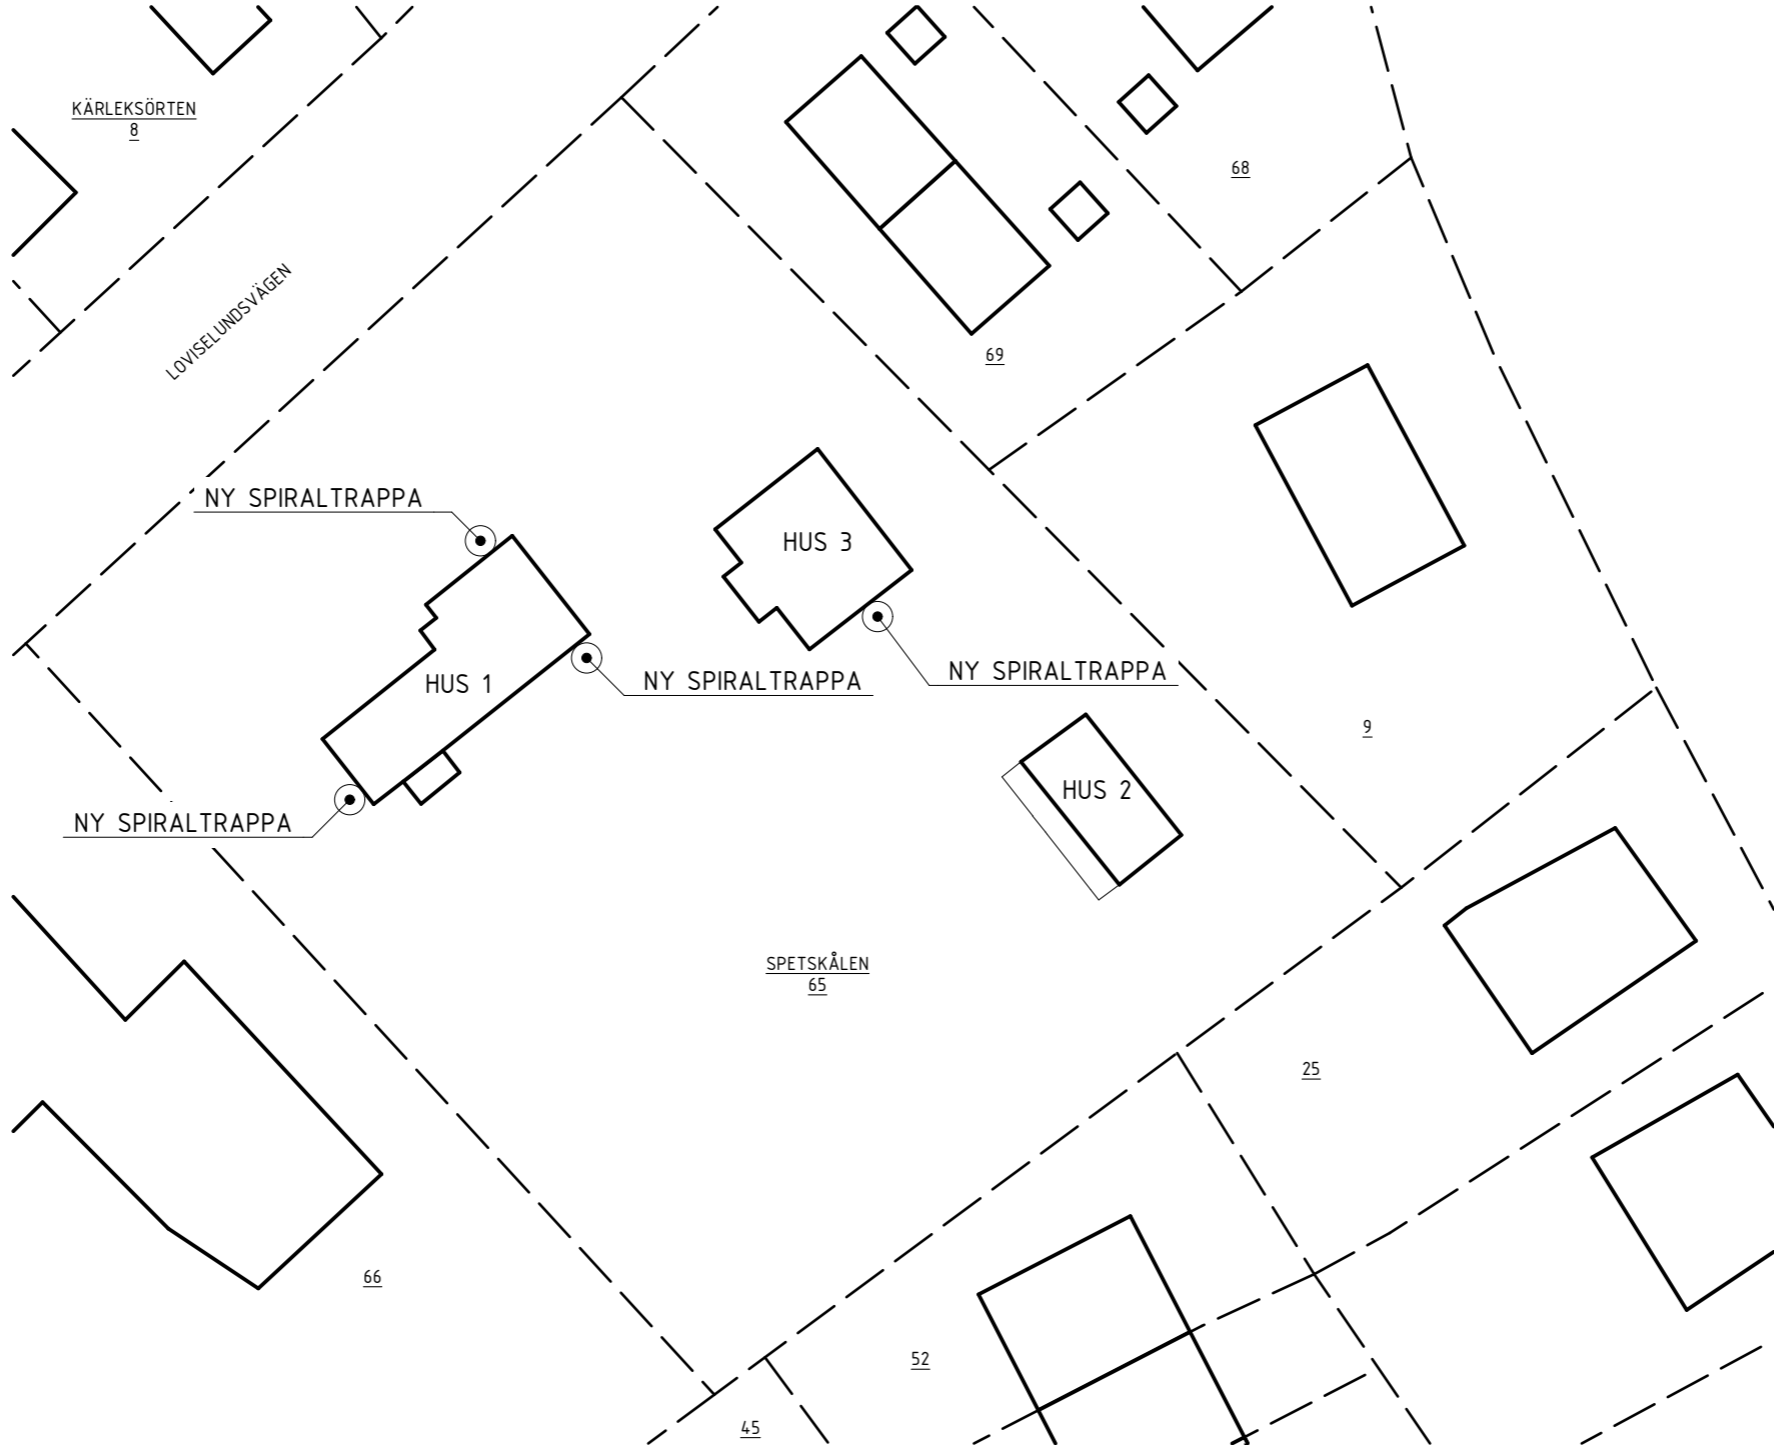 KÄRLEKSÖRTEN
8
68
LOVISELUNDSVÄGEN
69
NY SPIRALTRAPPA
HUS 3
NY SPIRALTRAPPA
NY SPIRALTRAPPA
HUS 1
9
HUS 2
NY SPIRALTRAPPA
SPETSKÅLEN
65
25
66
52
45